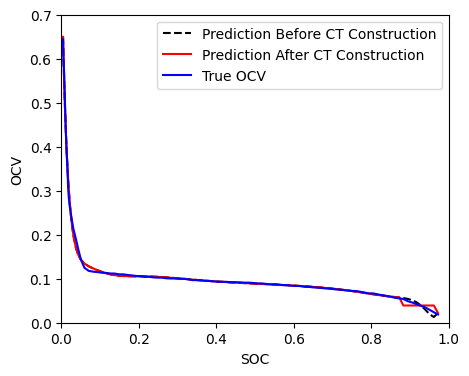 0.7
0.6
0.5
0.4
0.3
0.2
0.1
0.0
OCV
Prediction Before CT Construction
Prediction After CT Construction
True OCV
0.0 0.2 0.4 0.6 0.8 1.0
SOC